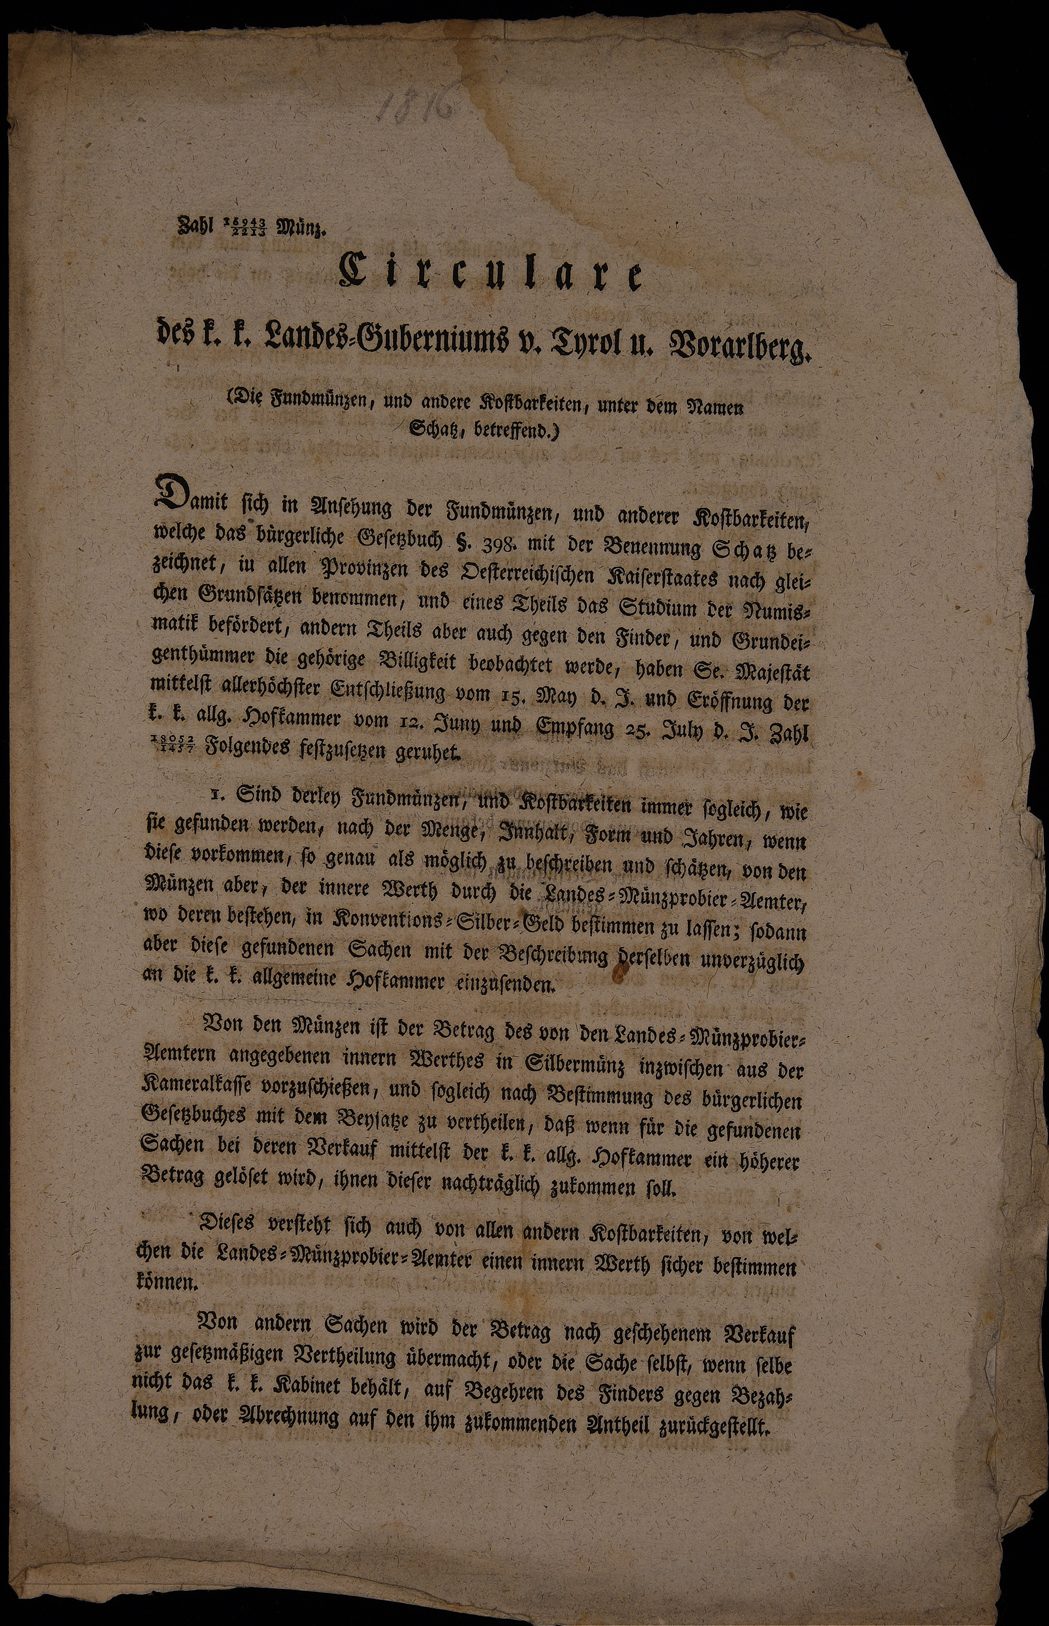 1816
Zahl 16943/2213 Münz.
Circulare
des k. k. Landes-Guberniums v. Tyrol u. Vorarlberg.
(Die Fundmünzen, und andere Kostbarkeiten, unter dem Namen
Schatz, betreffend.)
Damit sich in Ansehung der Fundmünzen, und anderer Kostbarkeiten,
welche das bürgerliche Gesetzbuch §. 398. mit der Benennung Schatz be-
zeichnet, in allen Provinzen des Oesterreichischen Kaiserstaates nach glei-
chen Grundsätzen benommen, und eines Theils das Studium der Numis-
matik befördert, andern Theils aber auch gegen den Finder, und Grundei-
genthümmer die gehörige Billigkeit beobachtet werde, haben Se. Majestät
mittelst allerhöchster Entschließung vom 15. May d. J. und Eröffnung der
k. k. allg. Hofkammer vom 12. Juny und Empfang 25. July d. J. Zahl
Folgendes festzusetzen geruhet.
1. Sind derley Fundmünzen, und Kostbarkeiten immer sogleich, wie
sie gefunden werden, nach der Menge, Innhalt, Form und Jahren, wenn
diese vorkommen, so genau als möglich zu beschreiben und schätzen, von den
Münzen aber, der innere Werth durch die Landes-Münzprobier-Aemter,
wo deren bestehen, in Konventions-Silber-Geld bestimmen zu lassen; sodann
aber diese gefundenen Sachen mit der Beschreibung derselben unverzüglich
an die k. k. allgemeine Hofkammer einzusenden.
Von den Münzen ist der Betrag des von den Landes-Münzprobier-
Aemtern angegebenen innern Werthes in Silbermünz inzwischen aus der
Kameralkasse vorzuschießen, und sogleich nach Bestimmung des bürgerlichen
Gesetzbuches mit dem Beysatze zu vertheilen, daß wenn für die gefundenen
Sachen bei deren Verkauf mittelst der k. k. allg. Hofkammer ein höherer
Betrag gelöset wird, ihnen dieser nachträglich zukommen soll.
Dieses versteht sich auch von allen andern Kostbarkeiten, von wel-
chen die Landes-Münzprobier-Aemter einen innern Werth sicher bestimmen
können.
Von andern Sachen wird der Betrag nach geschehenem Verkauf
zur gesetzmäßigen Vertheilung übermacht, oder die Sache selbst, wenn selbe
nicht das k. k. Kabinet behält, auf Begehren des Finders gegen Bezah-
lung, oder Abrechnung auf den ihm zukommenden Antheil zurückgestellt.